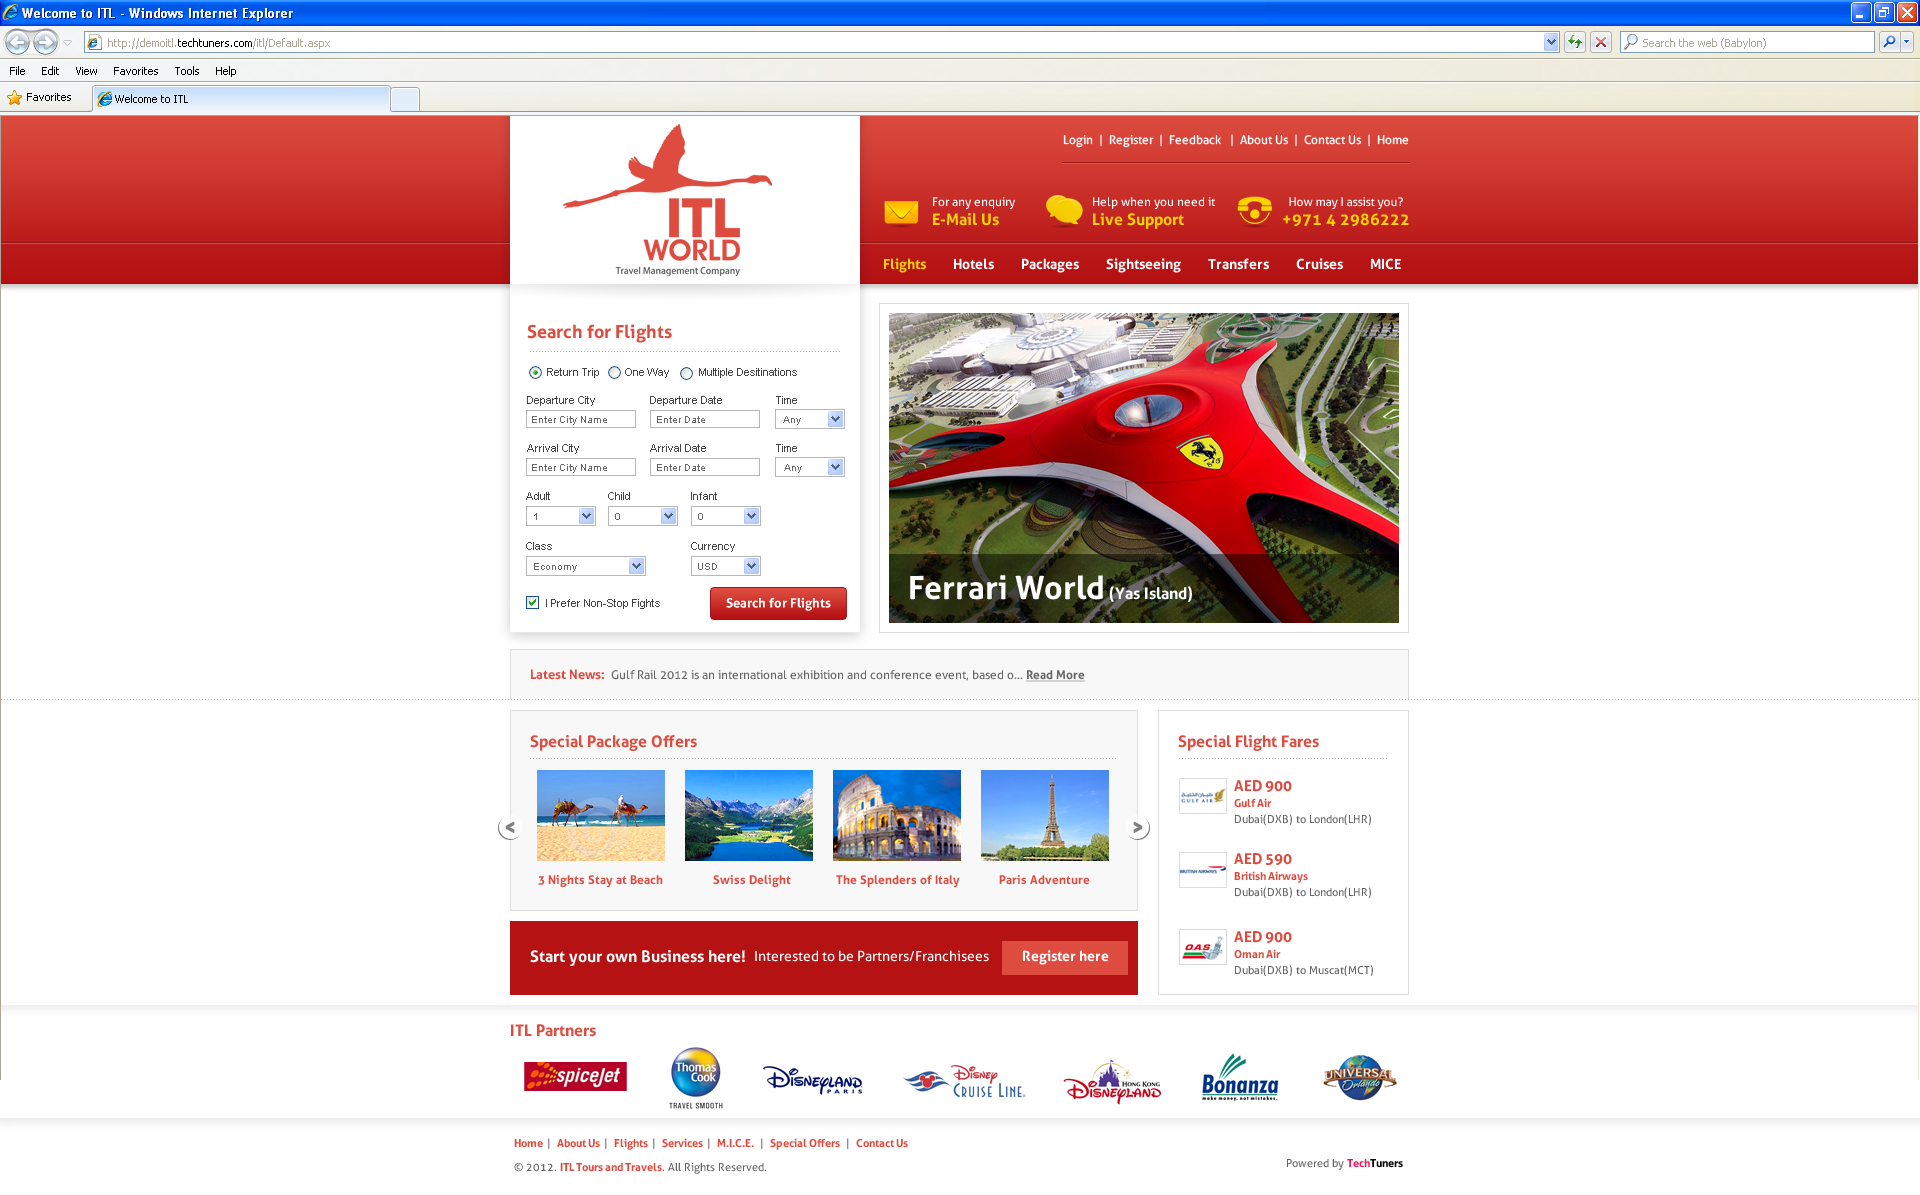 Welcome to ITL - Windows Internet Explorer
http://demoitl.techtuners.com/itl/Default.aspx
Search the web (Babylon)
File Edit View Favorites Tools Help
Favorites
Welcome to ITL
Login | Register | Feedback | About Us | Contact Us | Home
ITL
WORLD
Travel Management Company
For any enquiry
E-Mail Us
Help when you need it
Live Support
How may I assist you?
+971 4 2986222
Flights Hotels Packages Sightseeing Transfers Cruises MICE
Search for Flights
Return Trip One Way Multiple Desitinations
Departure City Departure Date Time
Enter City Name Enter Date Any
Arrival City Arrival Date Time
Enter City Name Enter Date Any
Adult Child Infant
1 0 0
Class Currency
Economy USD
I Prefer Non-Stop Fights
Search for Flights
Ferrari World (Yas Island)
Latest News: Gulf Rail 2012 is an international exhibition and conference event, based o... Read More
Special Package Offers
3 Nights Stay at Beach
Swiss Delight
The Splenders of Italy
Paris Adventure
Special Flight Fares
GULF AIR
AED 900
Gulf Air
Dubai(DXB) to London(LHR)
BRITISH AIRWAYS
AED 590
British Airways
Dubai(DXB) to London(LHR)
OAS
AED 900
Oman Air
Dubai(DXB) to Muscat(MCT)
Start your own Business here! Interested to be Partners/Franchisees Register here
ITL Partners
spiceJet
Thomas
Cook
TRAVEL SMOOTH
Disneyland
PARIS
Disney
CRUISE LINE
HONG KONG
Disneyland
Bonanza
make money, not mistakes.
UNIVERSAL
Orlando
Home | About Us | Flights | Services | M.I.C.E. | Special Offers | Contact Us
© 2012. ITL Tours and Travels. All Rights Reserved.
Powered by TechTuners